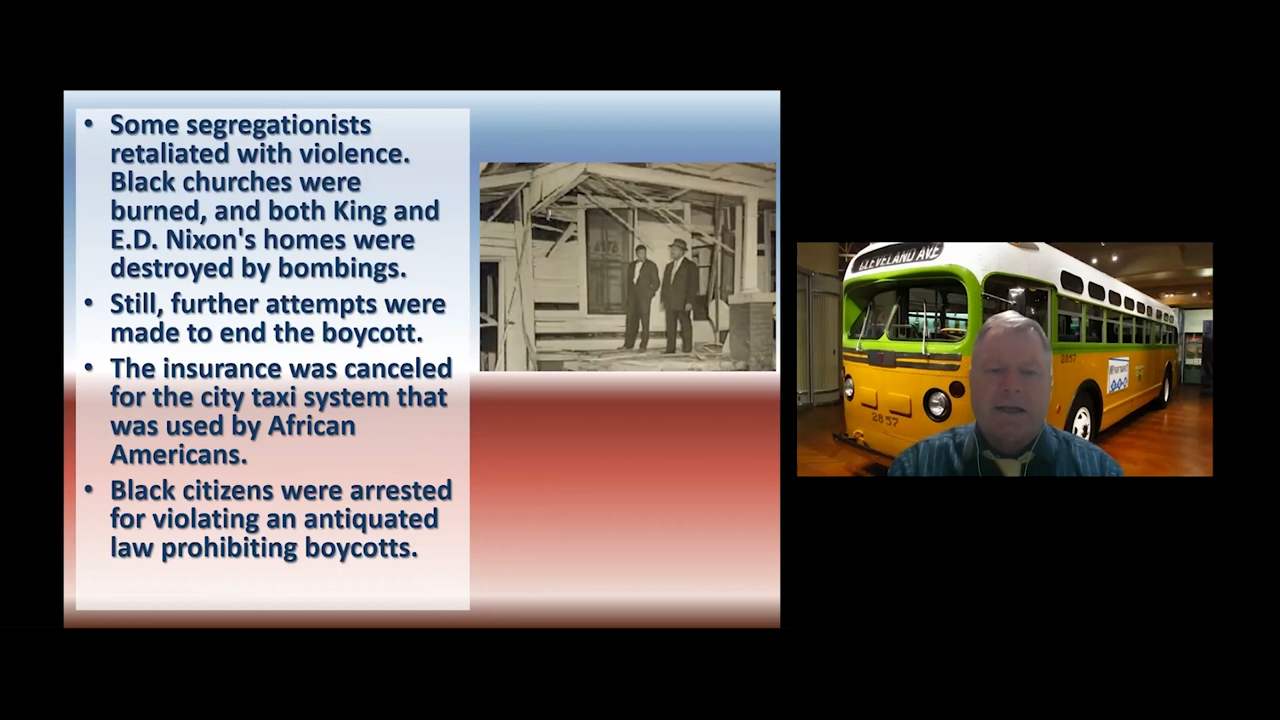 • Some segregationists
retaliated with violence.
Black churches were
burned, and both King and
E.D. Nixon's homes were
destroyed by bombings.
• Still, further attempts were
made to end the boycott.
• The insurance was canceled
for the city taxi system that
was used by African
Americans.
• Black citizens were arrested
for violating an antiquated
law prohibiting boycotts.
CLEVELAND AVE
2857
2857